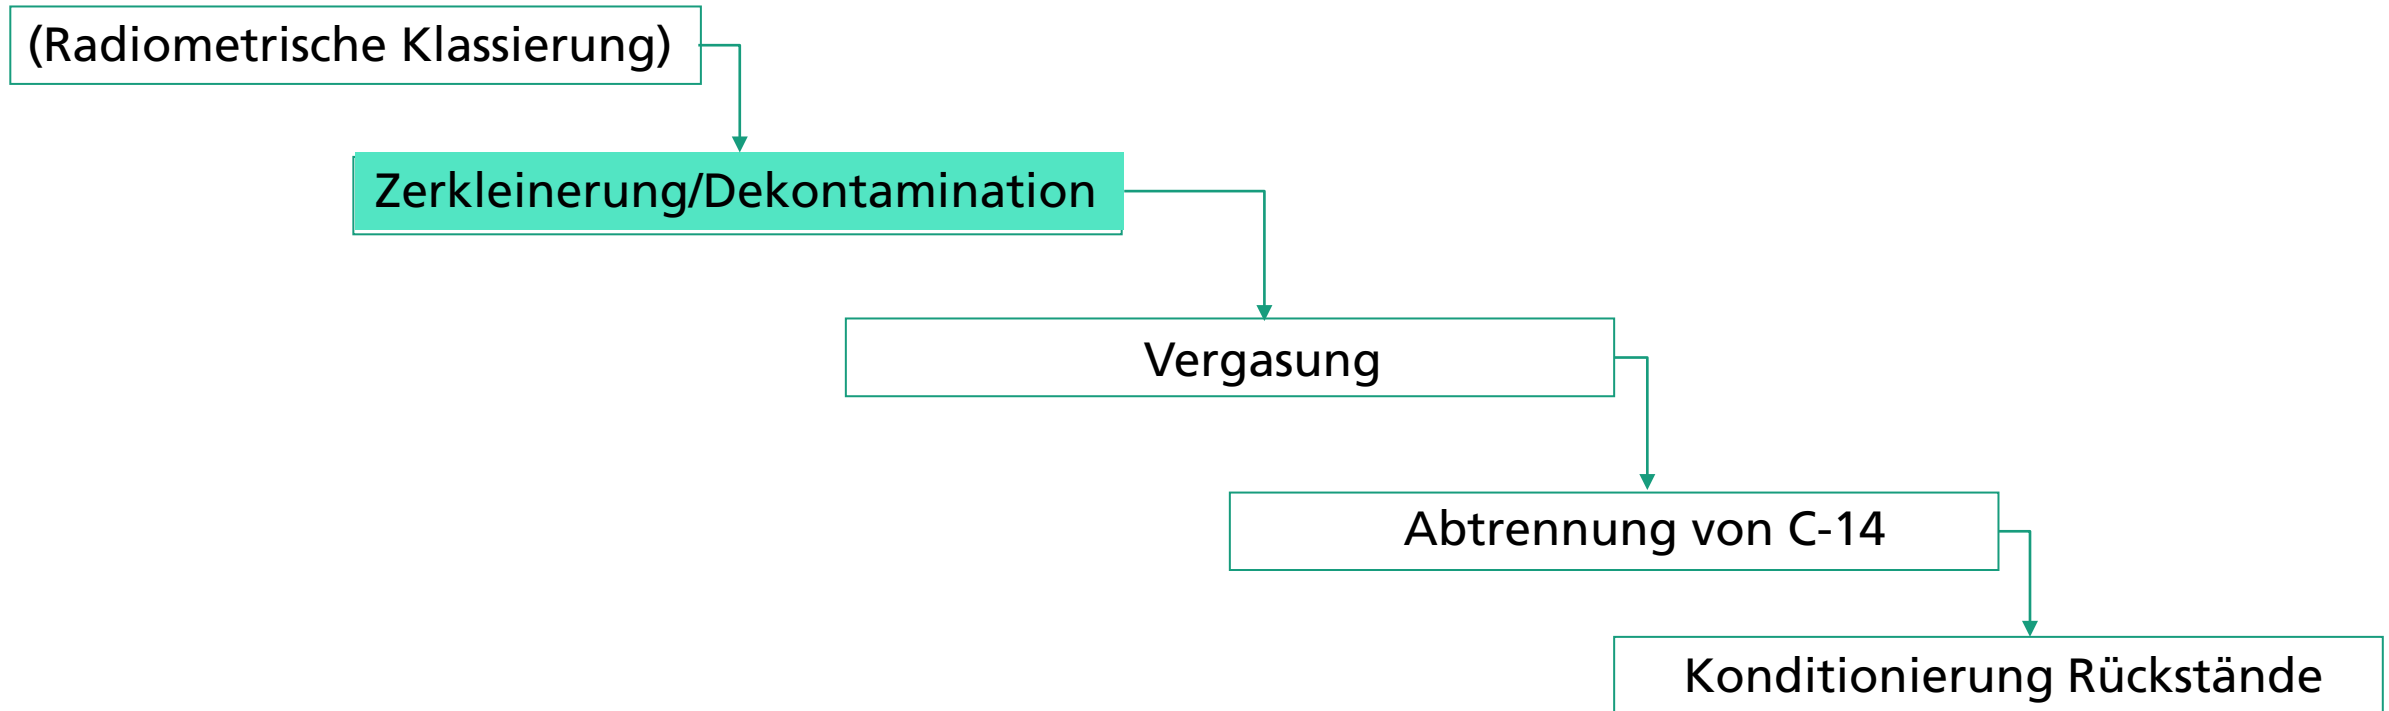 (Radiometrische Klassierung)
Zerkleinerung/Dekontamination
Vergasung
Abtrennung von C-14
Konditionierung Rückstände